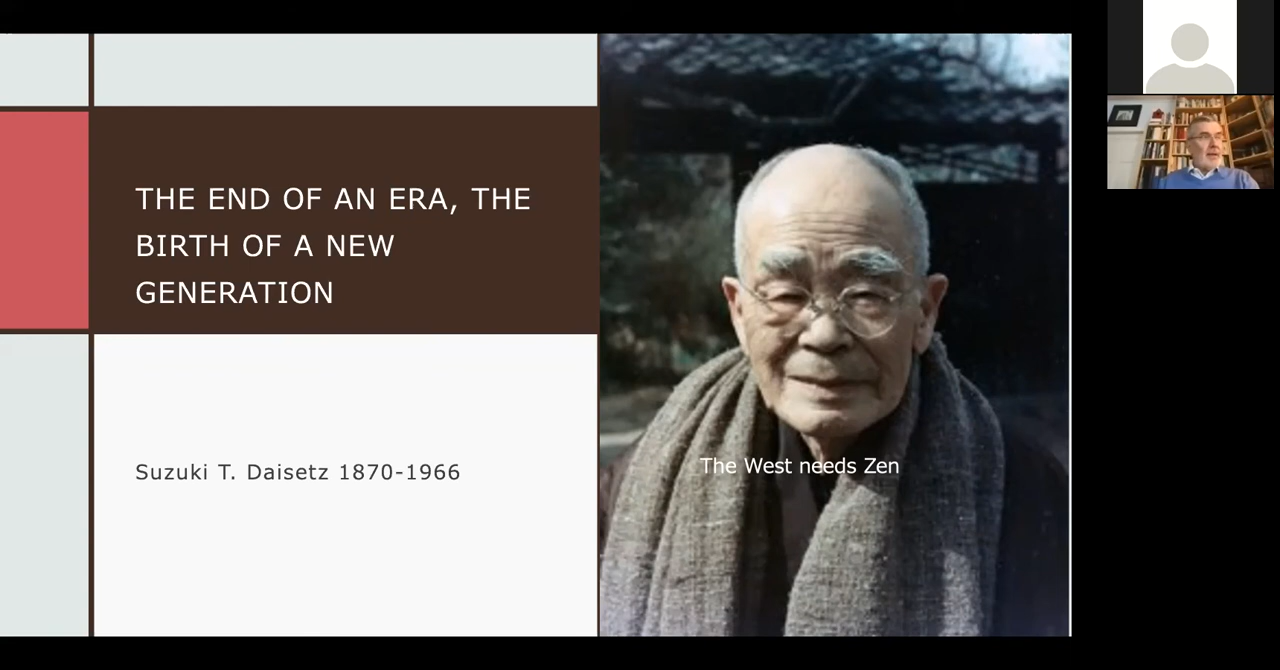 THE END OF AN ERA, THE
BIRTH OF A NEW
GENERATION
Suzuki T. Daisetz 1870-1966
The West needs Zen